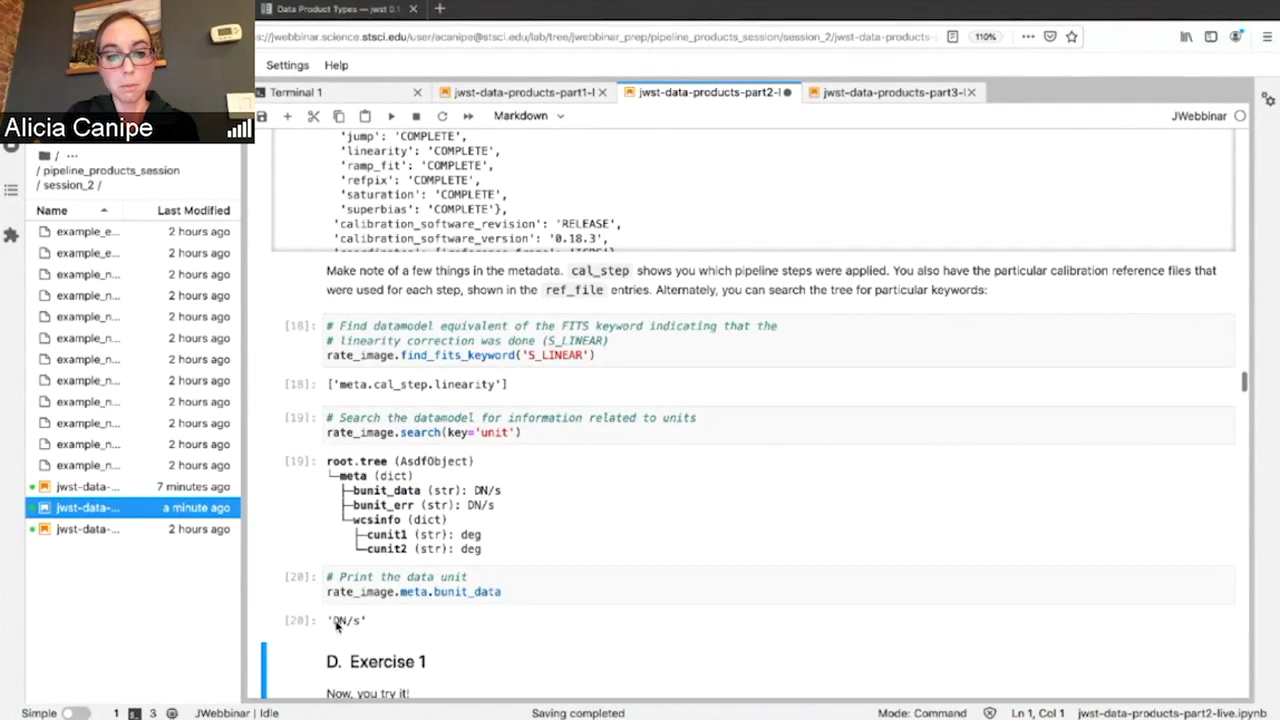 Data Product Types — jwst 0.1
s://jwebbinar.science.stsci.edu/user/acanipe@stsci.edu/lab/tree/jwebbinar_prep/pipeline_products_session/session_2/jwst-data-products-
110%
Settings Help
Terminal 1
jwst-data-products-part1-l
jwst-data-products-part2-l
jwst-data-products-part3-l
Alicia Canipe
Markdown
JWebbinar
/ ...
/ pipeline_products_session
/ session_2 /
Name Last Modified
example_e... 2 hours ago
example_e... 2 hours ago
example_n... 2 hours ago
example_n... 2 hours ago
example_n... 2 hours ago
example_n... 2 hours ago
example_n... 2 hours ago
example_n... 2 hours ago
example_n... 2 hours ago
example_n... 2 hours ago
example_n... 2 hours ago
example_n... 2 hours ago
jwst-data-... 7 minutes ago
jwst-data-... a minute ago
jwst-data-... 2 hours ago
'jump': 'COMPLETE',
'linearity': 'COMPLETE',
'ramp_fit': 'COMPLETE',
'refpix': 'COMPLETE',
'saturation': 'COMPLETE',
'superbias': 'COMPLETE'},
'calibration_software_revision': 'RELEASE',
'calibration_software_version': '0.18.3',
Make note of a few things in the metadata. cal_step shows you which pipeline steps were applied. You also have the particular calibration reference files that
were used for each step, shown in the ref_file entries. Alternately, you can search the tree for particular keywords:
[18]: # Find datamodel equivalent of the FITS keyword indicating that the
# linearity correction was done (S_LINEAR)
rate_image.find_fits_keyword('S_LINEAR')
[18]: ['meta.cal_step.linearity']
[19]: # Search the datamodel for information related to units
rate_image.search(key='unit')
[19]: root.tree (AsdfObject)
└─meta (dict)
├─bunit_data (str): DN/s
├─bunit_err (str): DN/s
└─wcsinfo (dict)
├─cunit1 (str): deg
└─cunit2 (str): deg
[20]: # Print the data unit
rate_image.meta.bunit_data
[20]: 'DN/s'
D. Exercise 1
Now, you try it!
Simple 1 3 JWebbinar | Idle Saving completed Mode: Command Ln 1, Col 1 jwst-data-products-part2-live.ipynb